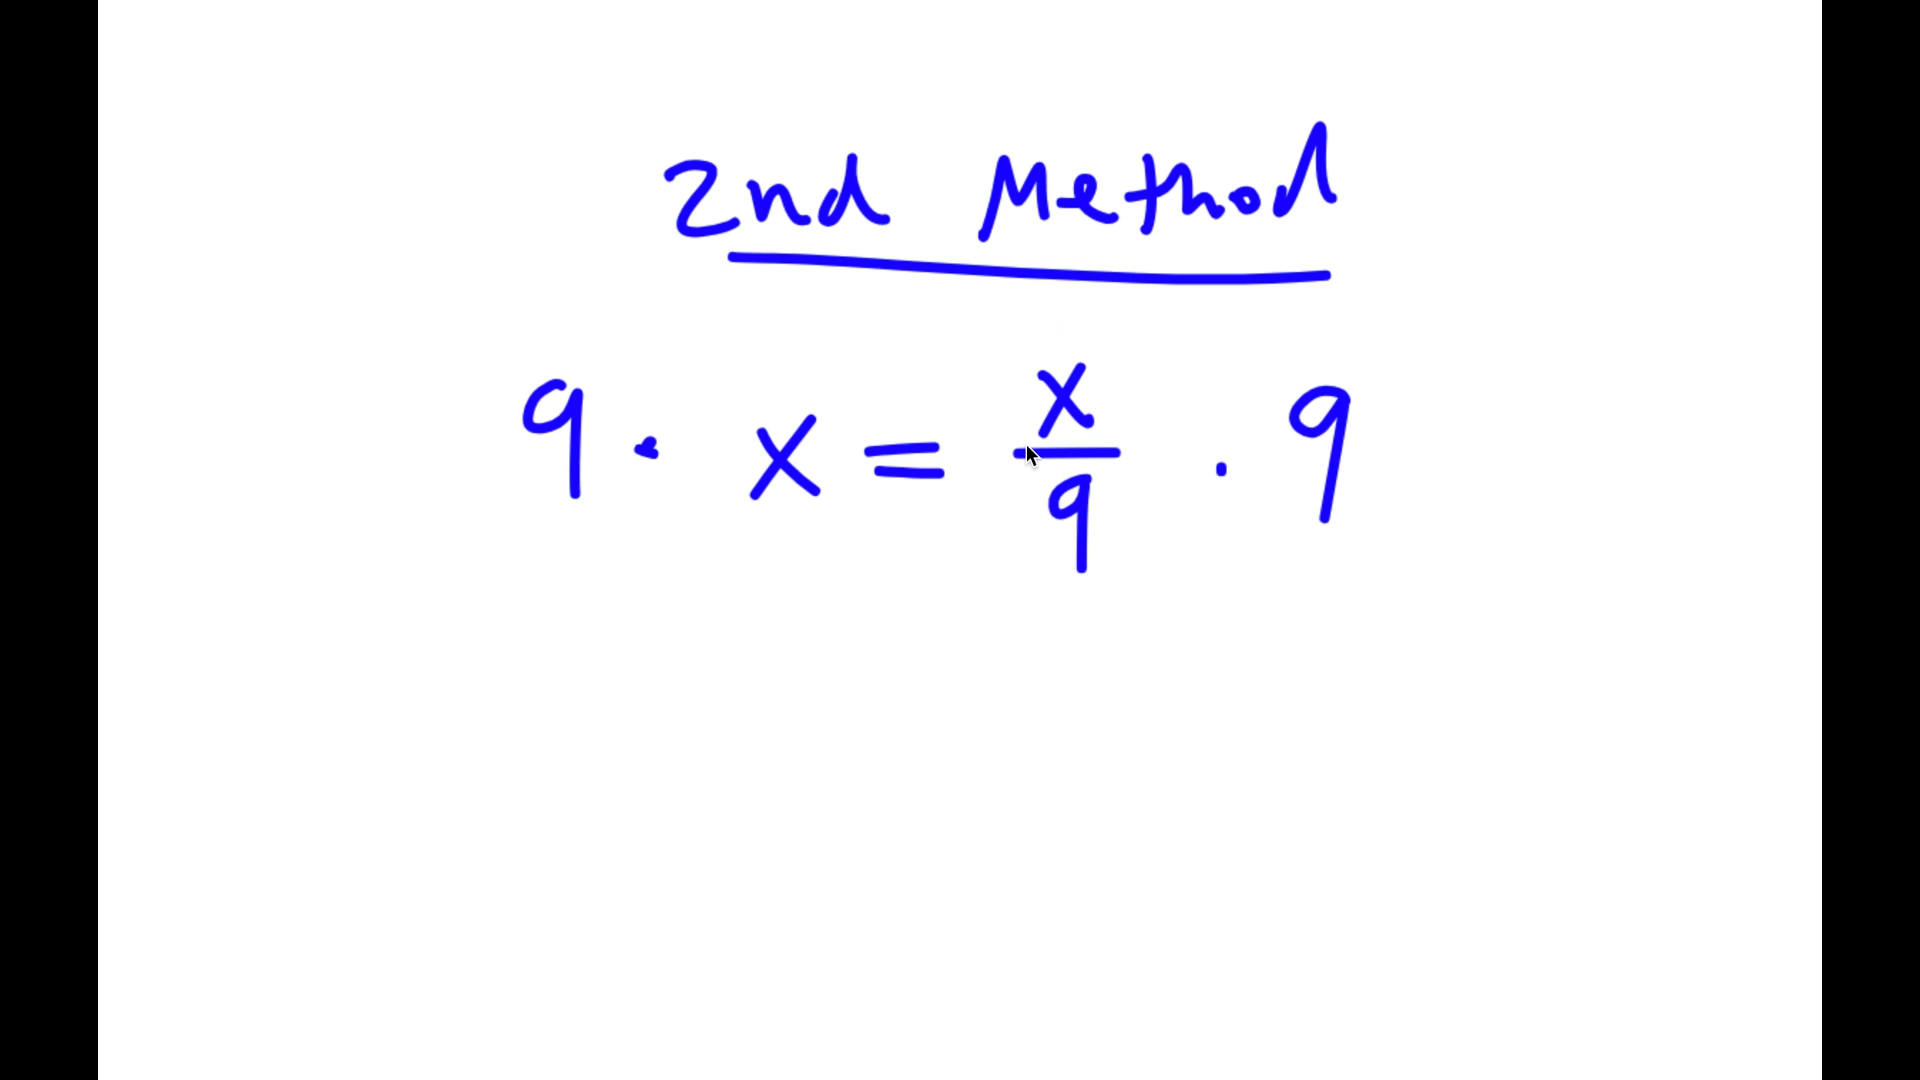 2nd Method
9 · x = x/9 · 9